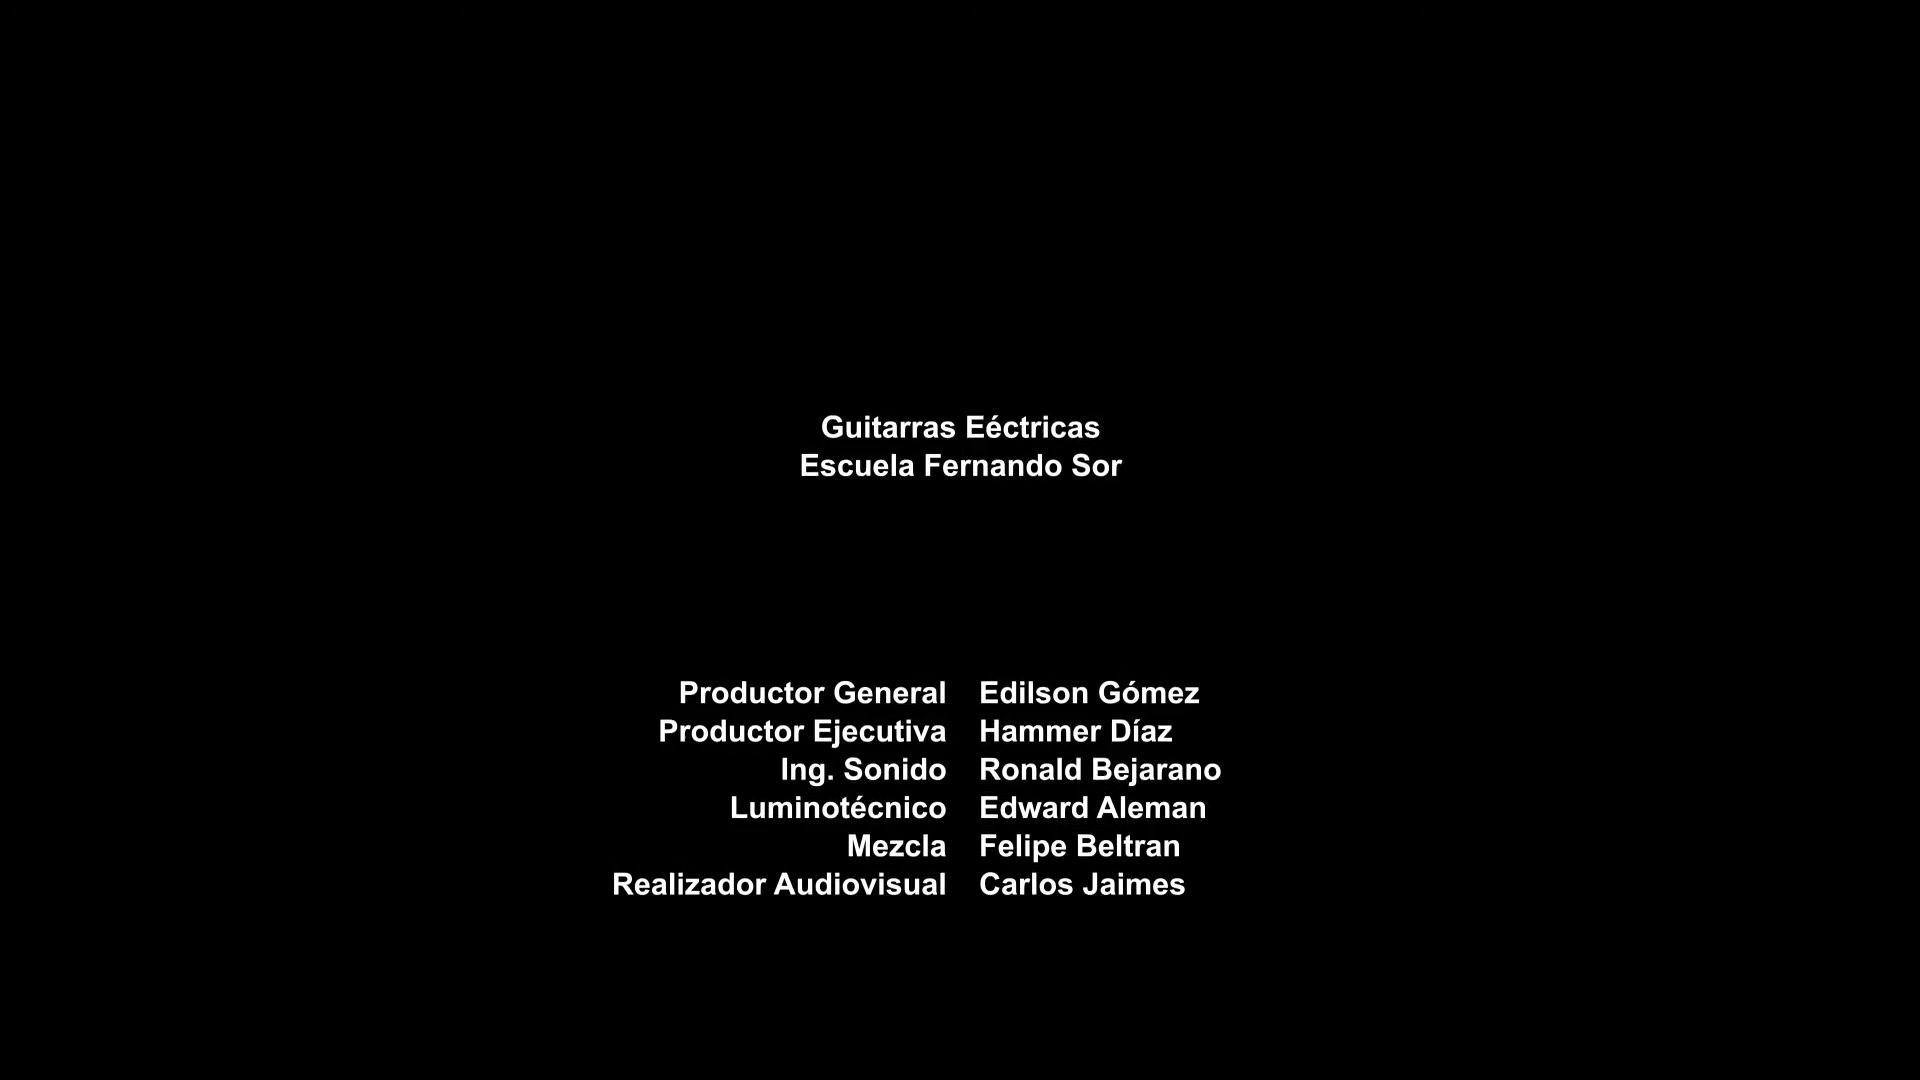 Guitarras Eéctricas
Escuela Fernando Sor
Productor General Edilson Gómez
Productor Ejecutiva Hammer Díaz
Ing. Sonido Ronald Bejarano
Luminotécnico Edward Aleman
Mezcla Felipe Beltran
Realizador Audiovisual Carlos Jaimes